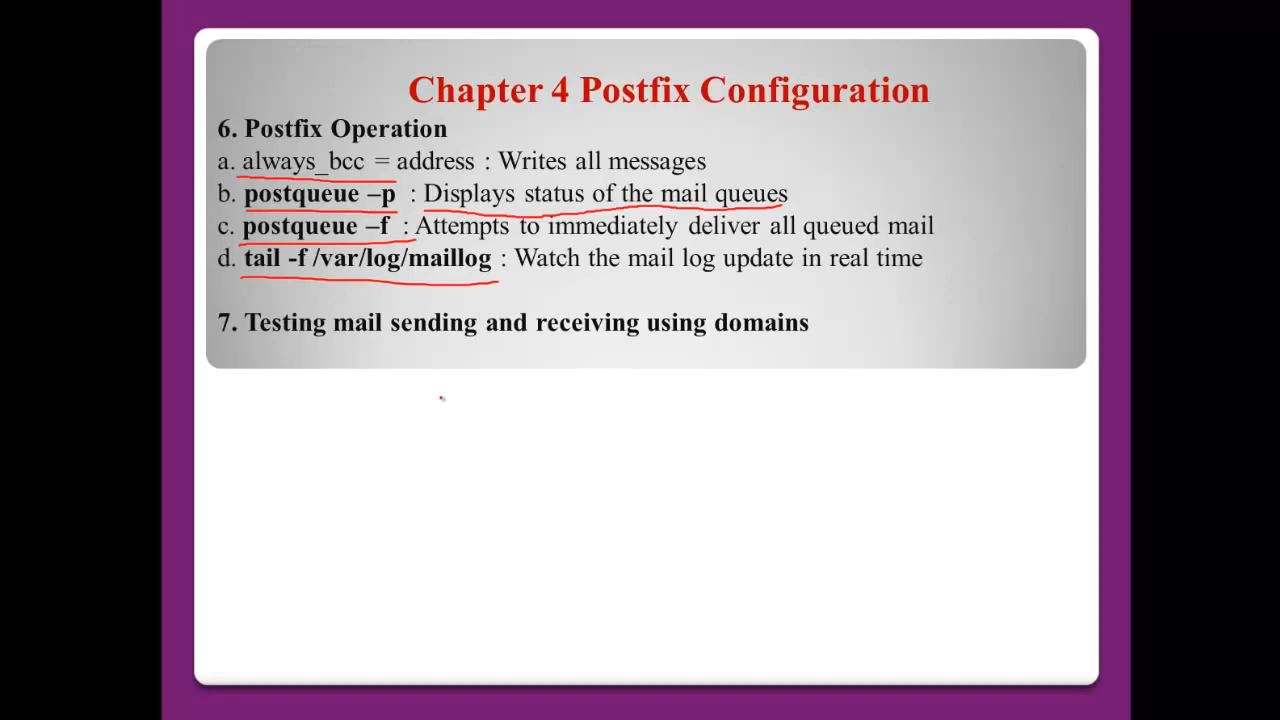 Chapter 4 Postfix Configuration
6. Postfix Operation
a. always_bcc = address : Writes all messages
b. postqueue –p : Displays status of the mail queues
c. postqueue –f : Attempts to immediately deliver all queued mail
d. tail -f /var/log/maillog : Watch the mail log update in real time
7. Testing mail sending and receiving using domains